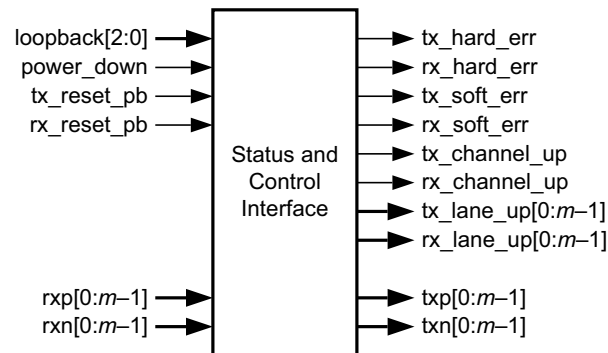 loopback[2:0]
power_down
tx_reset_pb
rx_reset_pb
rxp[0:m–1]
rxn[0:m–1]
Status and
Control
Interface
tx_hard_err
rx_hard_err
tx_soft_err
rx_soft_err
tx_channel_up
rx_channel_up
tx_lane_up[0:m–1]
rx_lane_up[0:m–1]
txp[0:m–1]
txn[0:m–1]